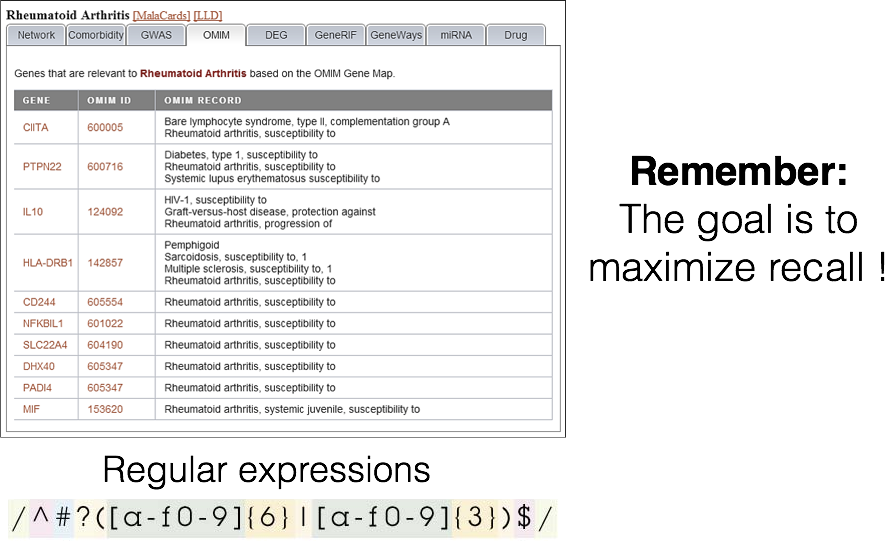 Rheumatoid Arthritis [MalaCards] [LLD]
Network Comorbidity GWAS OMIM DEG GeneRIF GeneWays miRNA Drug
Genes that are relevant to Rheumatoid Arthritis based on the OMIM Gene Map.
GENE OMIM ID OMIM RECORD
CIITA 600005 Bare lymphocyte syndrome, type II, complementation group A
Rheumatoid arthritis, susceptibility to
PTPN22 600716 Diabetes, type 1, susceptibility to
Rheumatoid arthritis, susceptibility to
Systemic lupus erythematosus susceptibility to
IL10 124092 HIV-1, susceptibility to
Graft-versus-host disease, protection against
Rheumatoid arthritis, progression of
HLA-DRB1 142857 Pemphigoid
Sarcoidosis, susceptibility to, 1
Multiple sclerosis, susceptibility to, 1
Rheumatoid arthritis, susceptibility to
CD244 605554 Rheumatoid arthritis, susceptibility to
NFKBIL1 601022 Rheumatoid arthritis, susceptibility to
SLC22A4 604190 Rheumatoid arthritis, susceptibility to
DHX40 605347 Rheumatoid arthritis, susceptibility to
PADI4 605347 Rheumatoid arthritis, susceptibility to
MIF 153620 Rheumatoid arthritis, systemic juvenile, susceptibility to
Remember:
The goal is to
maximize recall !
Regular expressions
/^#?([a-f0-9]{6}|[a-f0-9]{3})$/